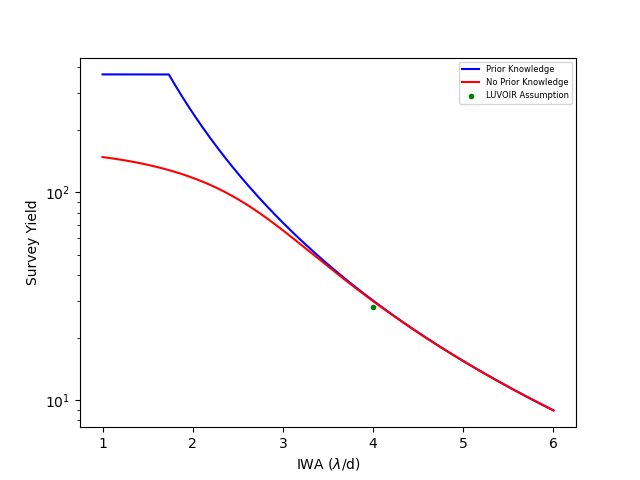 Prior Knowledge
No Prior Knowledge
LUVOIR Assumption
10²
10¹
Survey Yield
1 2 3 4 5 6
IWA (λ/d)